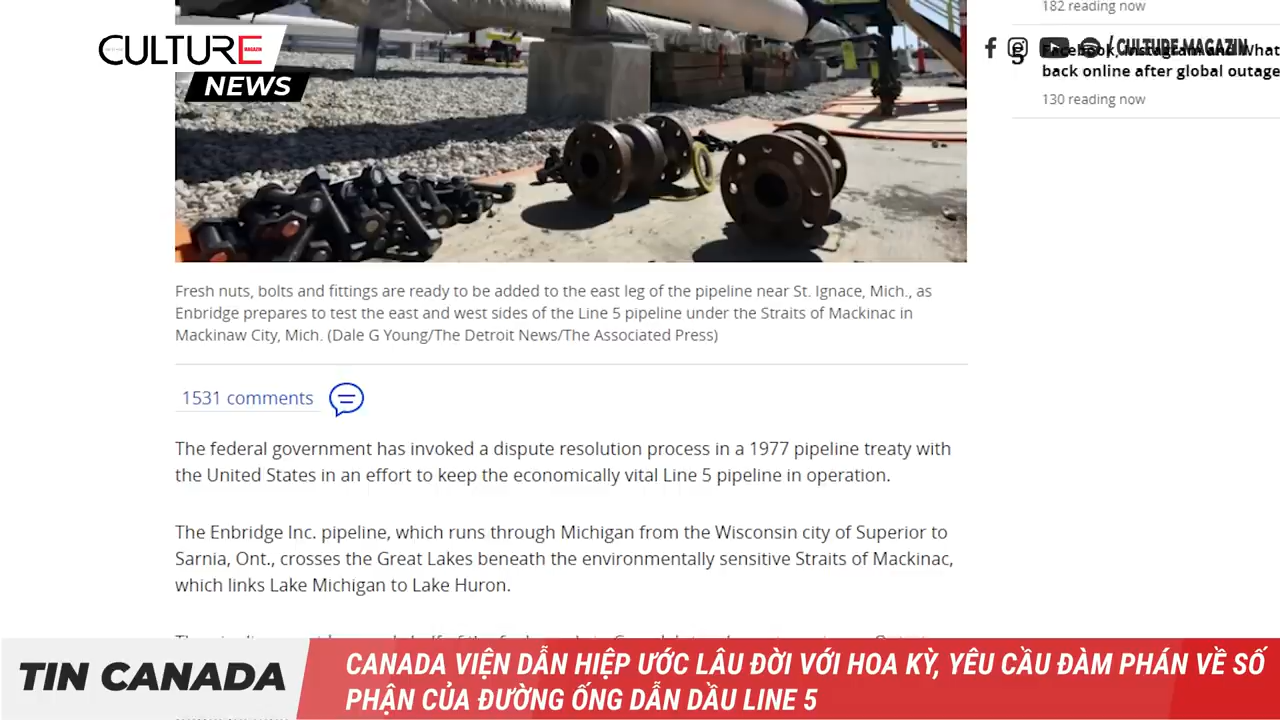 CULTURE
MAGAZIN
NEWS
182 reading now
/ CULTURE MAGAZIN
Facebook, Instagram and What
back online after global outage
130 reading now
Fresh nuts, bolts and fittings are ready to be added to the east leg of the pipeline near St. Ignace, Mich., as
Enbridge prepares to test the east and west sides of the Line 5 pipeline under the Straits of Mackinac in
Mackinaw City, Mich. (Dale G Young/The Detroit News/The Associated Press)
1531 comments
The federal government has invoked a dispute resolution process in a 1977 pipeline treaty with
the United States in an effort to keep the economically vital Line 5 pipeline in operation.
The Enbridge Inc. pipeline, which runs through Michigan from the Wisconsin city of Superior to
Sarnia, Ont., crosses the Great Lakes beneath the environmentally sensitive Straits of Mackinac,
which links Lake Michigan to Lake Huron.
TIN CANADA
CANADA VIỆN DẪN HIỆP ƯỚC LÂU ĐỜI VỚI HOA KỲ, YÊU CẦU ĐÀM PHÁN VỀ SỐ
PHẬN CỦA ĐƯỜNG ỐNG DẪN DẦU LINE 5